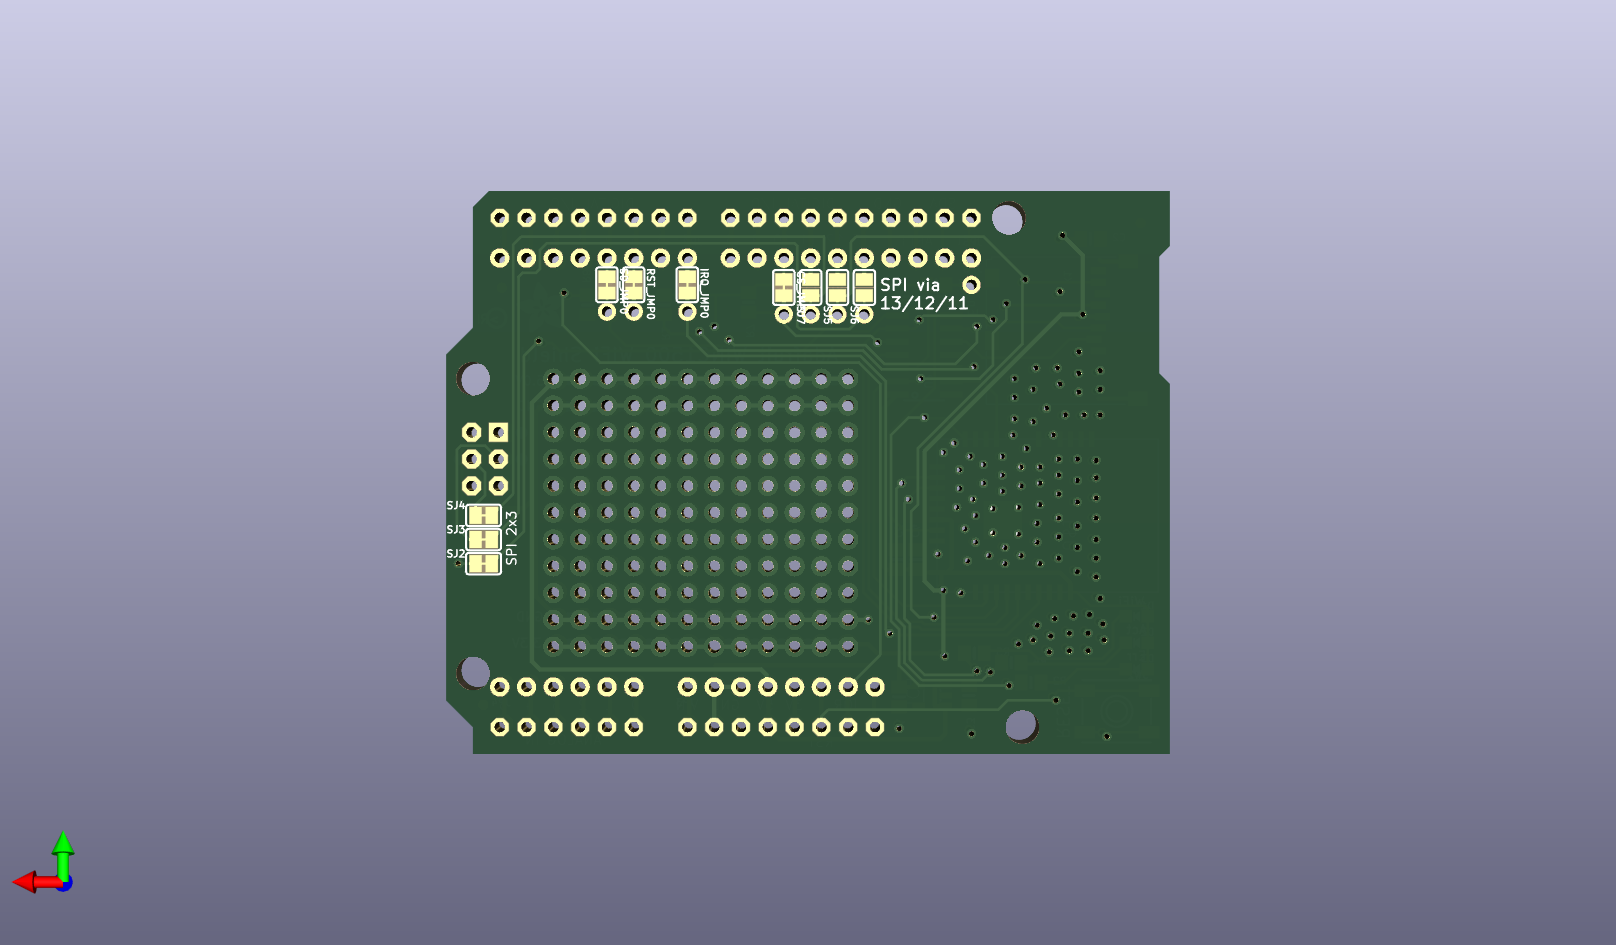 RST_JMP0
IRQ_JMP0
SPI via
13/12/11
SJ4
SJ3
SJ2
SPI 2x3